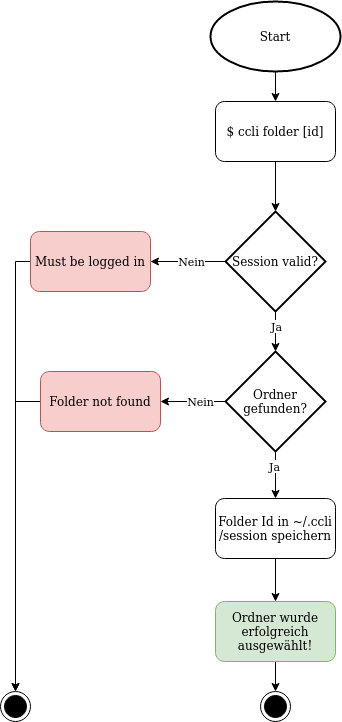 Start
$ ccli folder [id]
Session valid?
Nein
Must be logged in
Ja
Ordner
gefunden?
Nein
Folder not found
Ja
Folder Id in ~/.ccli
/session speichern
Ordner wurde
erfolgreich
ausgewählt!